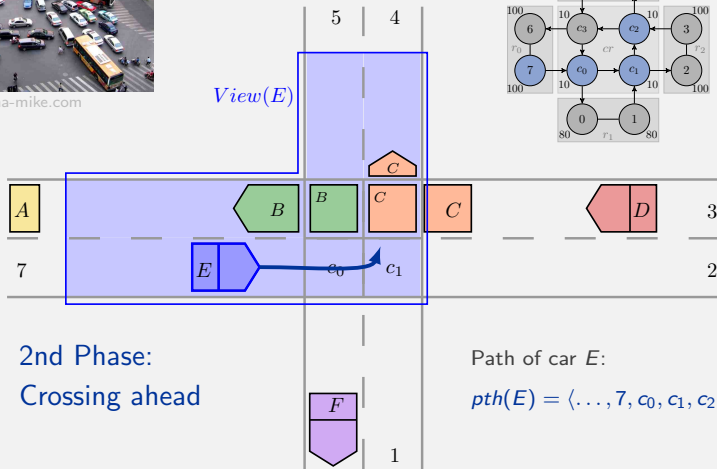 5
4
View(E)
na-mike.com
100
6
10
c₃
10
c₂
3
100
r₀
cr
r₂
7
c₀
c₁
2
100
10
10
100
0
1
80
r₁
80
A
B
B
C
C
C
D
3
7
E
c₀
c₁
2
2nd Phase:
Crossing ahead
Path of car E:
pth(E) = ⟨…, 7, c₀, c₁, c₂
F
1